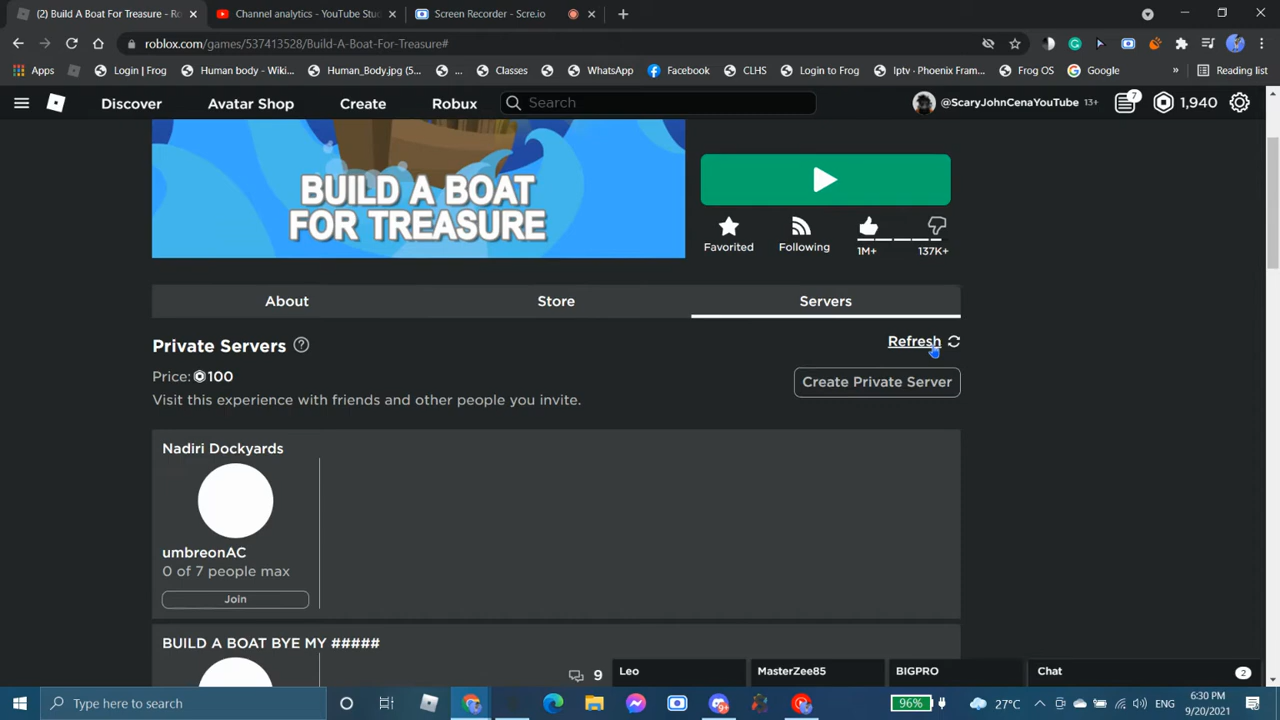 (2) Build A Boat For Treasure - Ro
Channel analytics - YouTube Stud
Screen Recorder - Scre.io
roblox.com/games/537413528/Build-A-Boat-For-Treasure#
Apps
Login | Frog
Human body - Wiki...
Human_Body.jpg (5...
...
Classes
WhatsApp
Facebook
CLHS
Login to Frog
Iptv · Phoenix Fram...
Frog OS
Google
»
Reading list
Discover
Avatar Shop
Create
Robux
Search
@ScaryJohnCenaYouTube 13+
7
1,940
BUILD A BOAT
FOR TREASURE
Favorited
Following
1M+
137K+
About
Store
Servers
Private Servers
Refresh
Price: 100
Create Private Server
Visit this experience with friends and other people you invite.
Nadiri Dockyards
umbreonAC
0 of 7 people max
Join
BUILD A BOAT BYE MY #####
9
Leo
MasterZee85
BIGPRO
Chat
2
Type here to search
96%
27°C
ENG
6:30 PM
9/20/2021